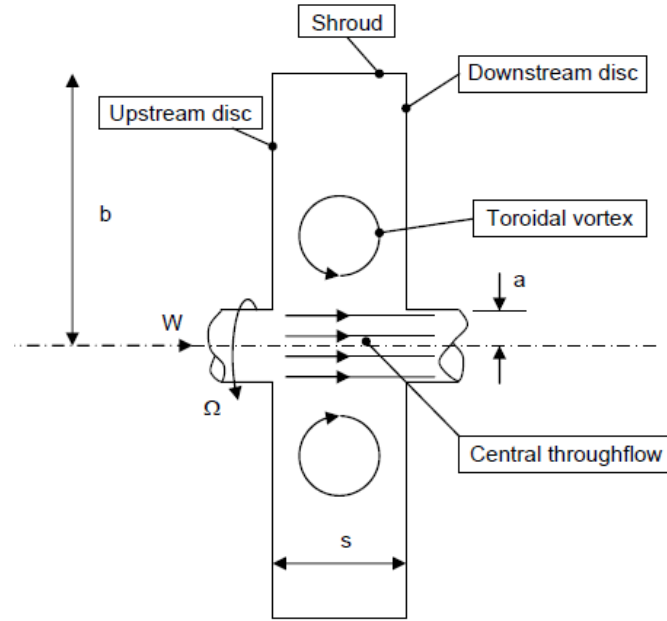 Shroud
Downstream disc
Upstream disc
b
Toroidal vortex
a
W
Ω
Central throughflow
s